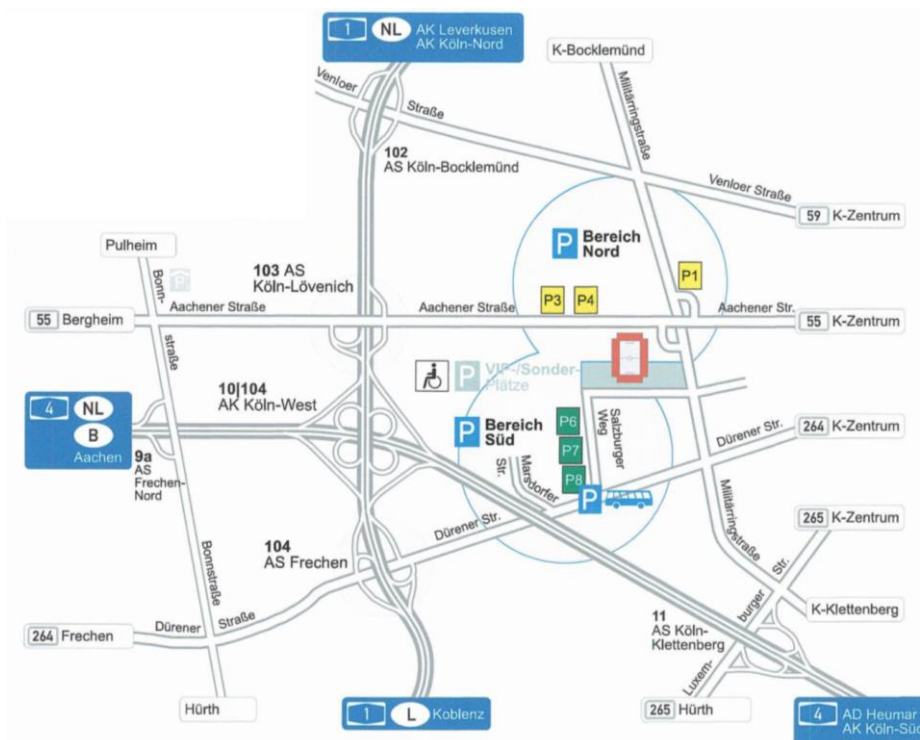 1 NL AK Leverkusen
AK Köln-Nord
K-Bocklemünd
Venloer
Straße
Militärringstraße
102
AS Köln-Bocklemünd
Venloer Straße
59 K-Zentrum
Pulheim
P Bereich
Nord
Bonn-
straße
P
103 AS
Köln-Lövenich
P1
P3 P4
55 Bergheim
Aachener Straße
Aachener Straße
Aachener Str.
55 K-Zentrum
P VIP-/Sonder-
Plätze
4 NL
B
Aachen
10|104
AK Köln-West
P Bereich
Süd
P6
P7
P8
Salzburger
Weg
Dürener Str.
264 K-Zentrum
9a
AS
Frechen-
Nord
Marsdorfer
Str.
P
Militärringstraße
265 K-Zentrum
Dürener Str.
104
AS Frechen
Bonnstraße
Luxem-
burger
Str.
K-Klettenberg
11
AS Köln-
Klettenberg
264 Frechen
Dürener
Straße
Hürth
1 L Koblenz
265 Hürth
4 AD Heumar
AK Köln-Süd